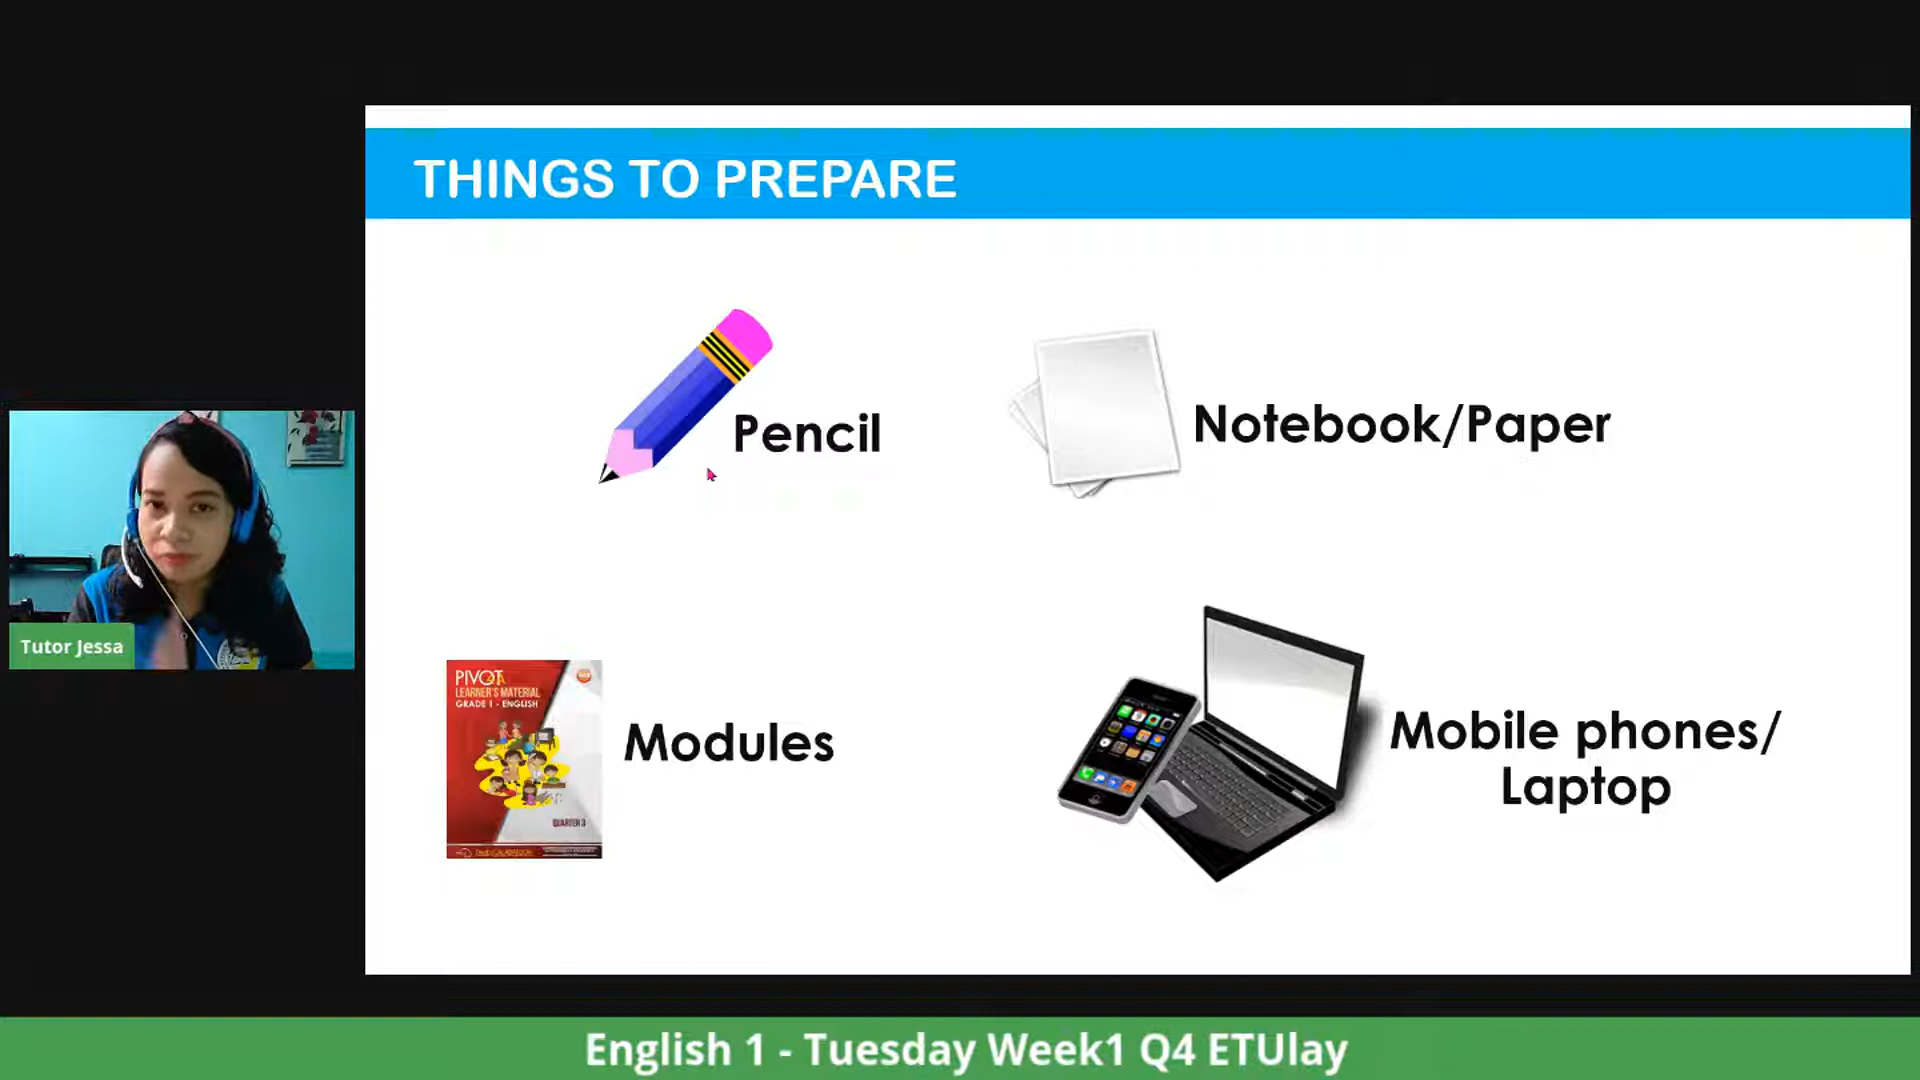 THINGS TO PREPARE
Pencil
Notebook/Paper
Tutor Jessa
PIVOT 4A
LEARNER'S MATERIAL
GRADE 1 - ENGLISH
QUARTER 3
Modules
Mobile phones/
Laptop
English 1 - Tuesday Week1 Q4 ETUlay